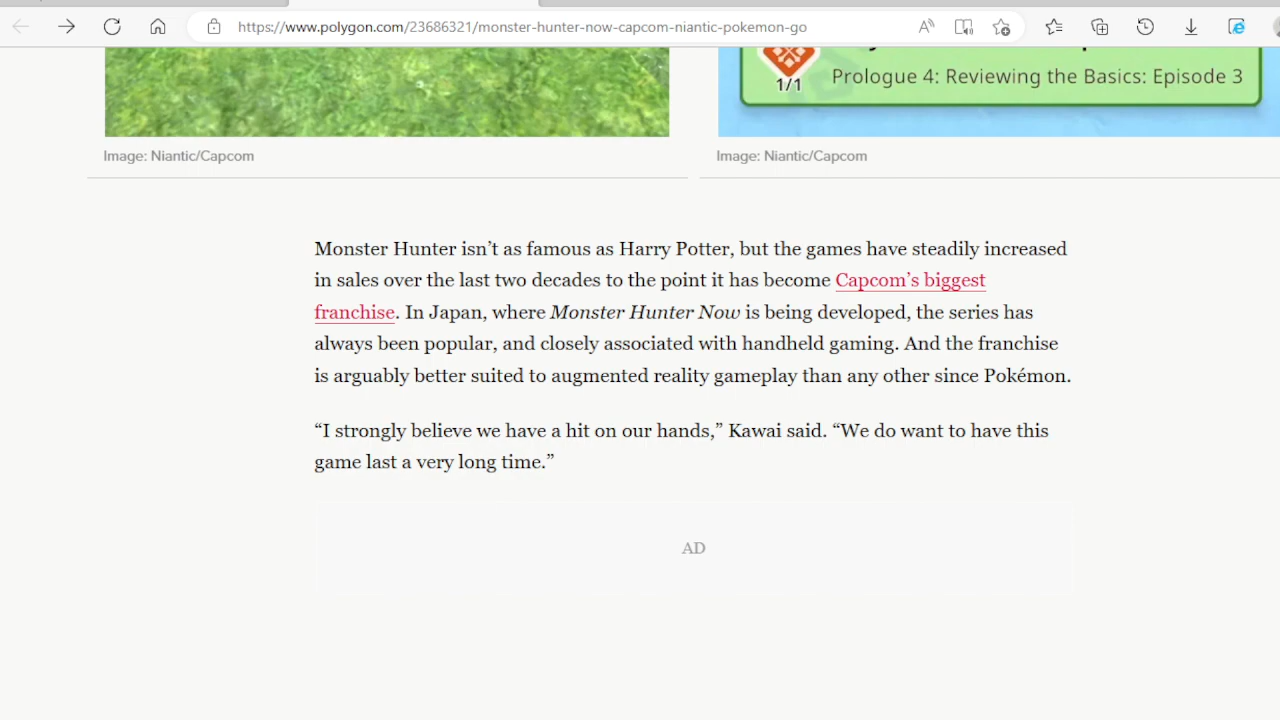 https://www.polygon.com/23686321/monster-hunter-now-capcom-niantic-pokemon-go
1/1
Prologue 4: Reviewing the Basics: Episode 3
Image: Niantic/Capcom
Image: Niantic/Capcom
Monster Hunter isn’t as famous as Harry Potter, but the games have steadily increased
in sales over the last two decades to the point it has become Capcom’s biggest
franchise. In Japan, where Monster Hunter Now is being developed, the series has
always been popular, and closely associated with handheld gaming. And the franchise
is arguably better suited to augmented reality gameplay than any other since Pokémon.
“I strongly believe we have a hit on our hands,” Kawai said. “We do want to have this
game last a very long time.”
AD